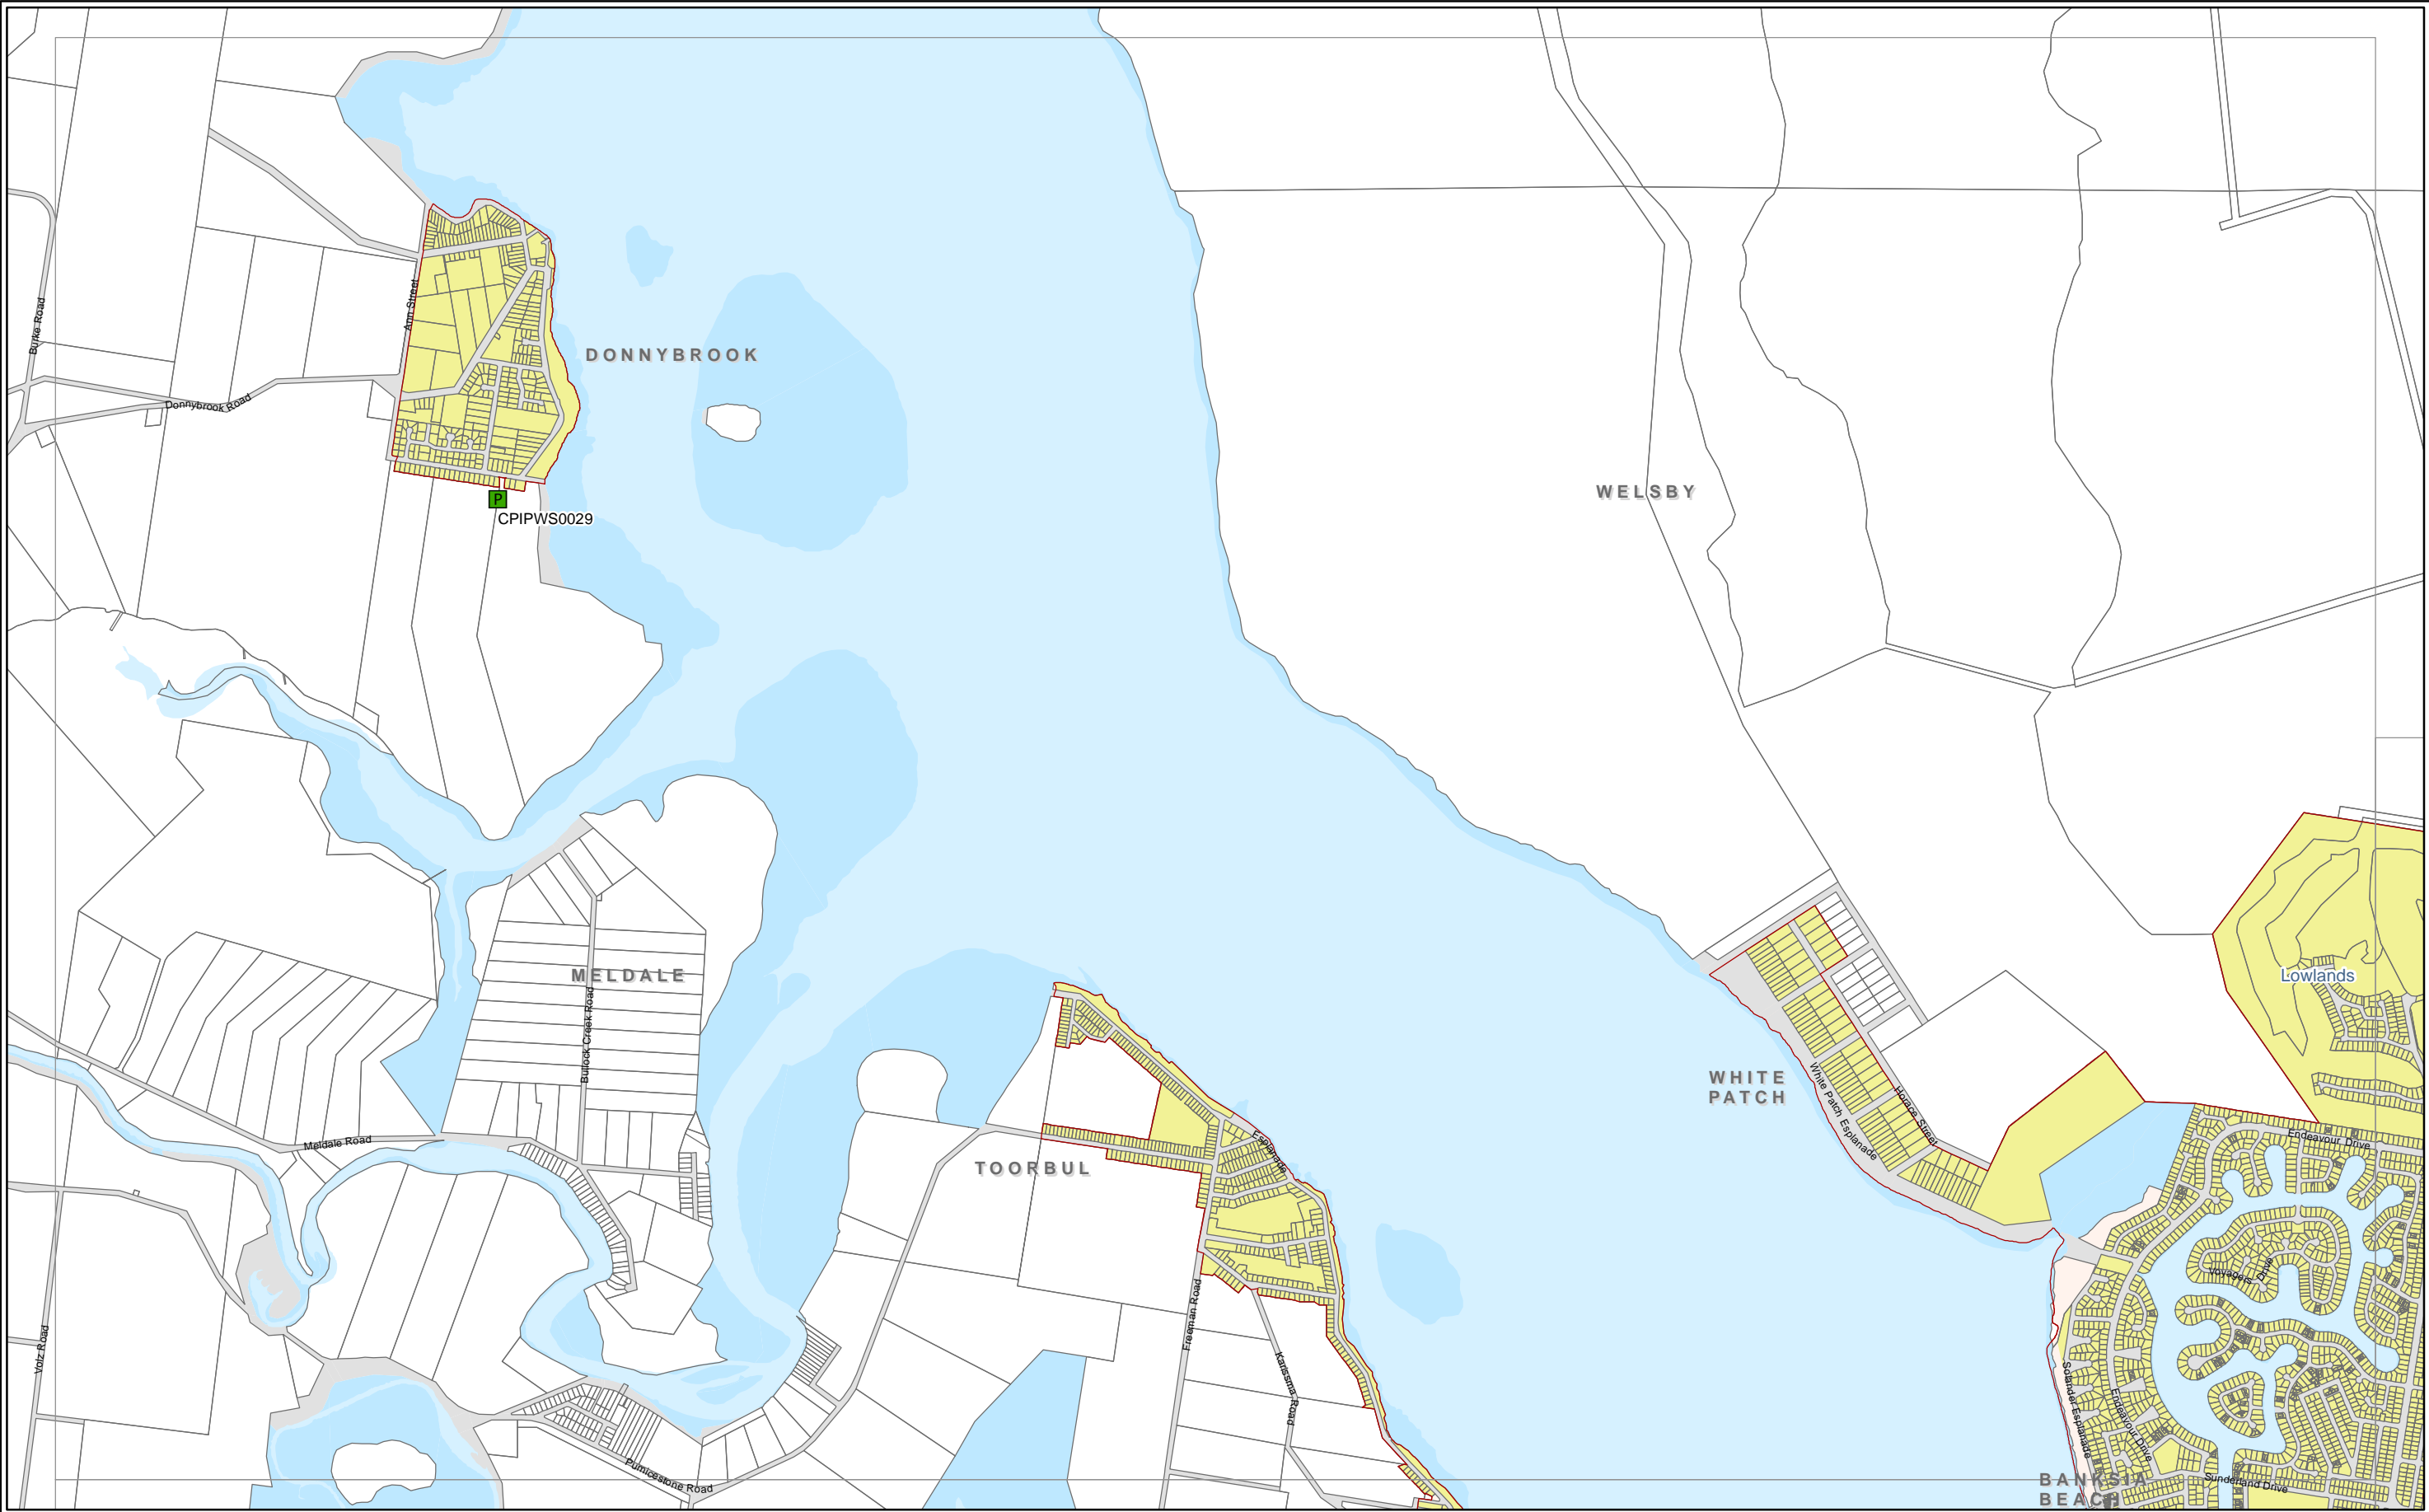 Burke Road
Ann Street
DONNYBROOK
Donnybrook Road
WELSBY
P
CPIPWS0029
MELDALE
Lowlands
Bullock Creek Road
WHITE
PATCH
White Patch Esplanade
Horace Street
Meldale Road
Esplanade
Endeavour Drive
TOORBUL
Voyagers Drive
Freeman Road
Volz Road
Karissma Road
Solander Esplanade
Endeavour Drive
Pumicestone Road
Sunderland Drive
BANKSIA
BEACH